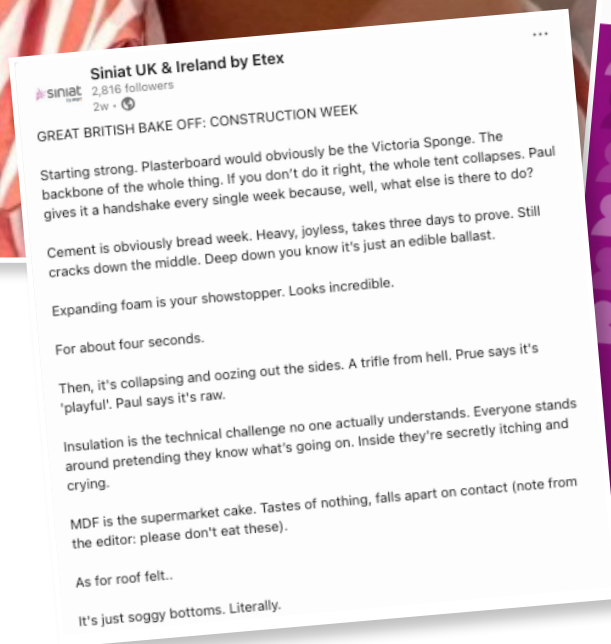 siniat
Siniat UK & Ireland by Etex
2,816 followers
2w •
GREAT BRITISH BAKE OFF: CONSTRUCTION WEEK
Starting strong. Plasterboard would obviously be the Victoria Sponge. The
backbone of the whole thing. If you don't do it right, the whole tent collapses. Paul
gives it a handshake every single week because, well, what else is there to do?
Cement is obviously bread week. Heavy, joyless, takes three days to prove. Still
cracks down the middle. Deep down you know it's just an edible ballast.
Expanding foam is your showstopper. Looks incredible.
For about four seconds.
Then, it's collapsing and oozing out the sides. A trifle from hell. Prue says it's
'playful'. Paul says it's raw.
Insulation is the technical challenge no one actually understands. Everyone stands
around pretending they know what's going on. Inside they're secretly itching and
crying.
MDF is the supermarket cake. Tastes of nothing, falls apart on contact (note from
the editor: please don't eat these).
As for roof felt..
It's just soggy bottoms. Literally.